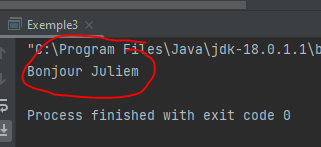 Exemple3
"C:\Program Files\Java\jdk-18.0.1.1\b
Bonjour Juliem
Process finished with exit code 0